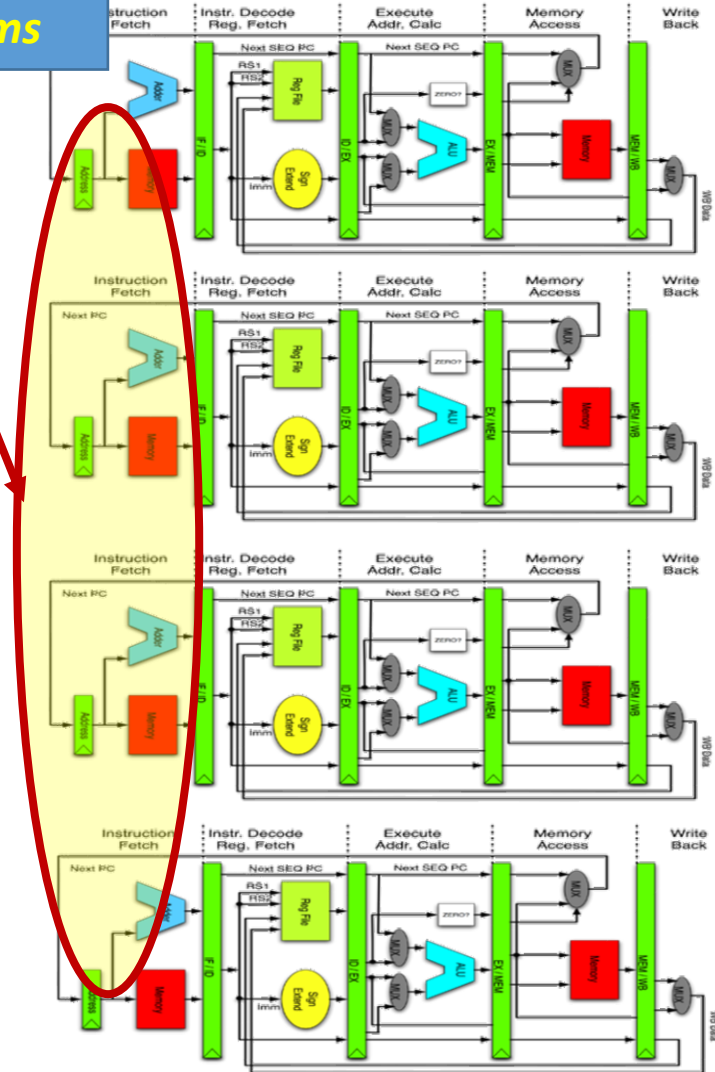 ms
struction Instr. Decode Execute Memory Write
Fetch Reg. Fetch Addr. Calc Access Back
Next SEQ PC Next SEQ PC
RS1
RS2
Adder Reg File MUX ZERO? MUX
Address Memory IF / ID Sign Extend ID / EX MUX ALU EX / MEM Memory MEM / WB MUX WB Data
Imm
Instruction Instr. Decode Execute Memory Write
Fetch Reg. Fetch Addr. Calc Access Back
Next PC Next SEQ PC Next SEQ PC
RS1
RS2
Adder Reg File MUX ZERO? MUX
Address Memory IF / ID Sign Extend ID / EX MUX ALU EX / MEM Memory MEM / WB MUX WB Data
Imm
Instruction Instr. Decode Execute Memory Write
Fetch Reg. Fetch Addr. Calc Access Back
Next PC Next SEQ PC Next SEQ PC
RS1
RS2
Adder Reg File MUX ZERO? MUX
Address Memory IF / ID Sign Extend ID / EX MUX ALU EX / MEM Memory MEM / WB MUX WB Data
Imm
Instruction Instr. Decode Execute Memory Write
Fetch Reg. Fetch Addr. Calc Access Back
Next PC Next SEQ PC Next SEQ PC
RS1
RS2
Adder Reg File MUX ZERO? MUX
Address Memory IF / ID Sign Extend ID / EX MUX ALU EX / MEM Memory MEM / WB MUX WB Data
Imm